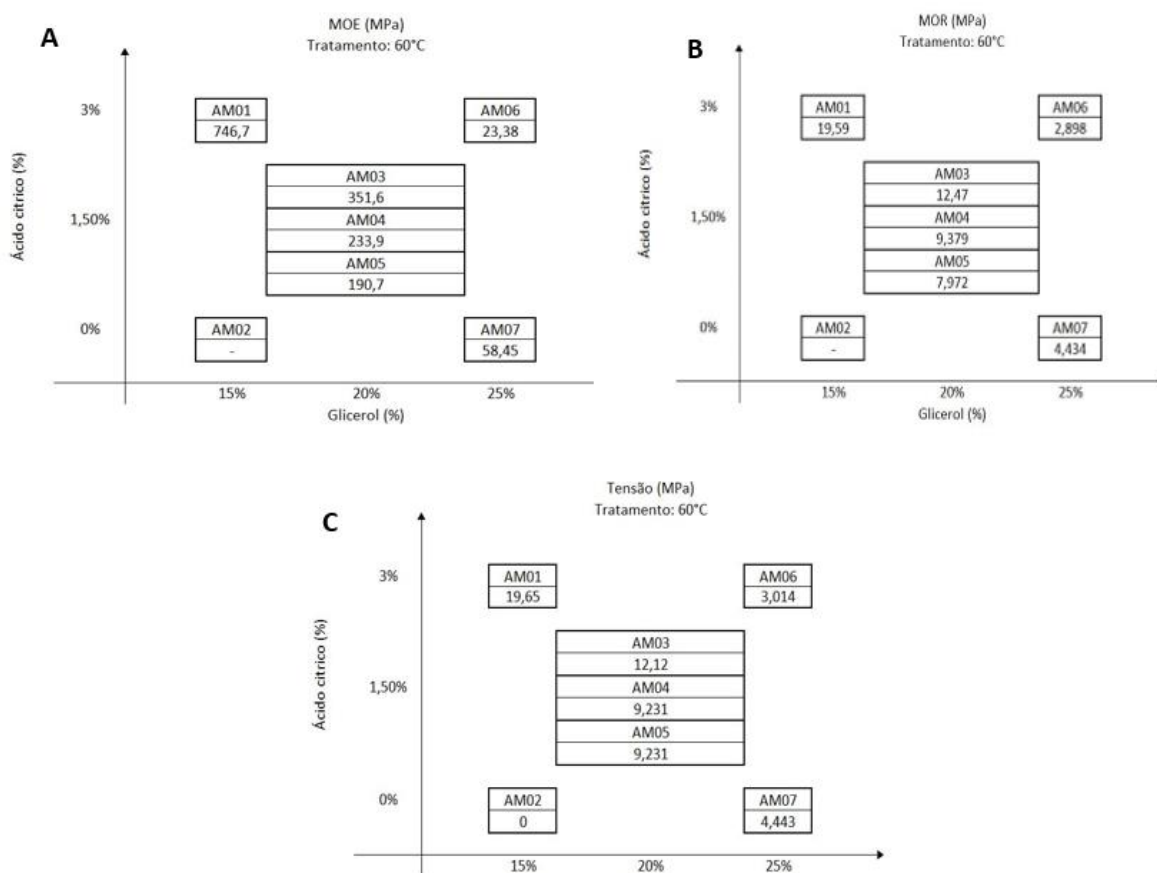 A
MOE (MPa)
Tratamento: 60°C
Ácido citrico (%)
3%
1,50%
0%
AM01
746,7
AM06
23,38
AM03
351,6
AM04
233,9
AM05
190,7
AM02
-
AM07
58,45
15%
20%
25%
Glicerol (%)
B
MOR (MPa)
Tratamento: 60°C
Ácido citrico (%)
3%
1,50%
0%
AM01
19,59
AM06
2,898
AM03
12,47
AM04
9,379
AM05
7,972
AM02
-
AM07
4,434
15%
20%
25%
Glicerol (%)
C
Tensão (MPa)
Tratamento: 60°C
Ácido citrico (%)
3%
1,50%
0%
AM01
19,65
AM06
3,014
AM03
12,12
AM04
9,231
AM05
9,231
AM02
0
AM07
4,443
15%
20%
25%